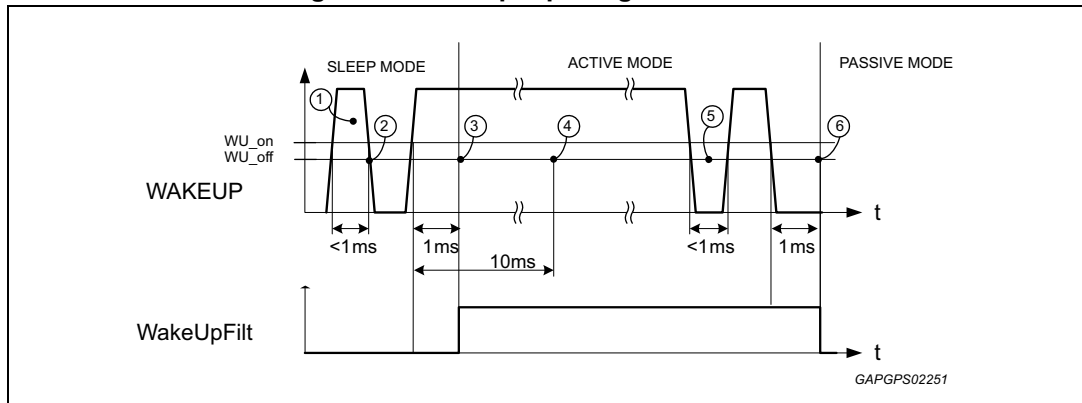 SLEEP MODE
ACTIVE MODE
PASSIVE MODE
1
2
3
4
5
6
WU_on
WU_off
WAKEUP
t
<1ms
1ms
<1ms
1ms
10ms
WakeUpFilt
t
GAPGPS02251